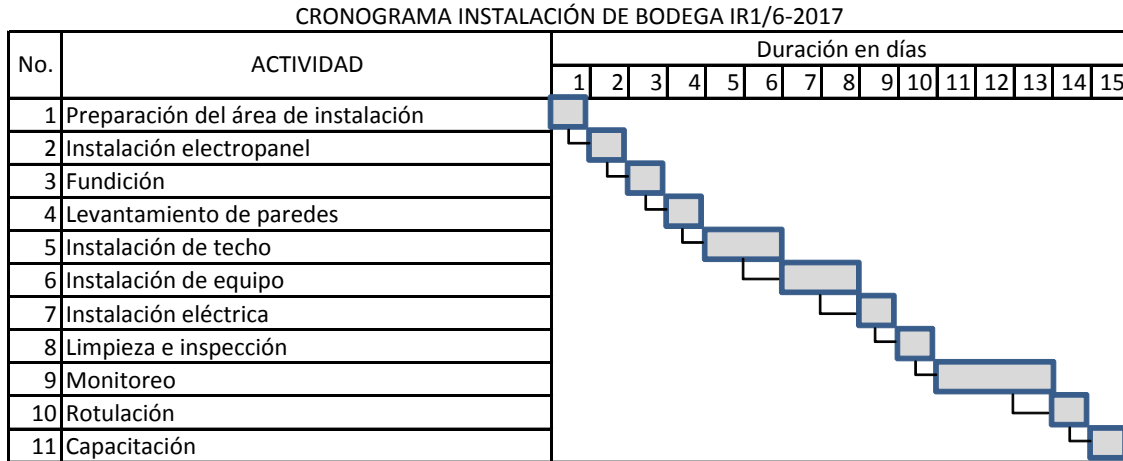 CRONOGRAMA INSTALACIÓN DE BODEGA IR1/6-2017
No. ACTIVIDAD Duración en días
1 2 3 4 5 6 7 8 9 10 11 12 13 14 15
1 Preparación del área de instalación
2 Instalación electropanel
3 Fundición
4 Levantamiento de paredes
5 Instalación de techo
6 Instalación de equipo
7 Instalación eléctrica
8 Limpieza e inspección
9 Monitoreo
10 Rotulación
11 Capacitación